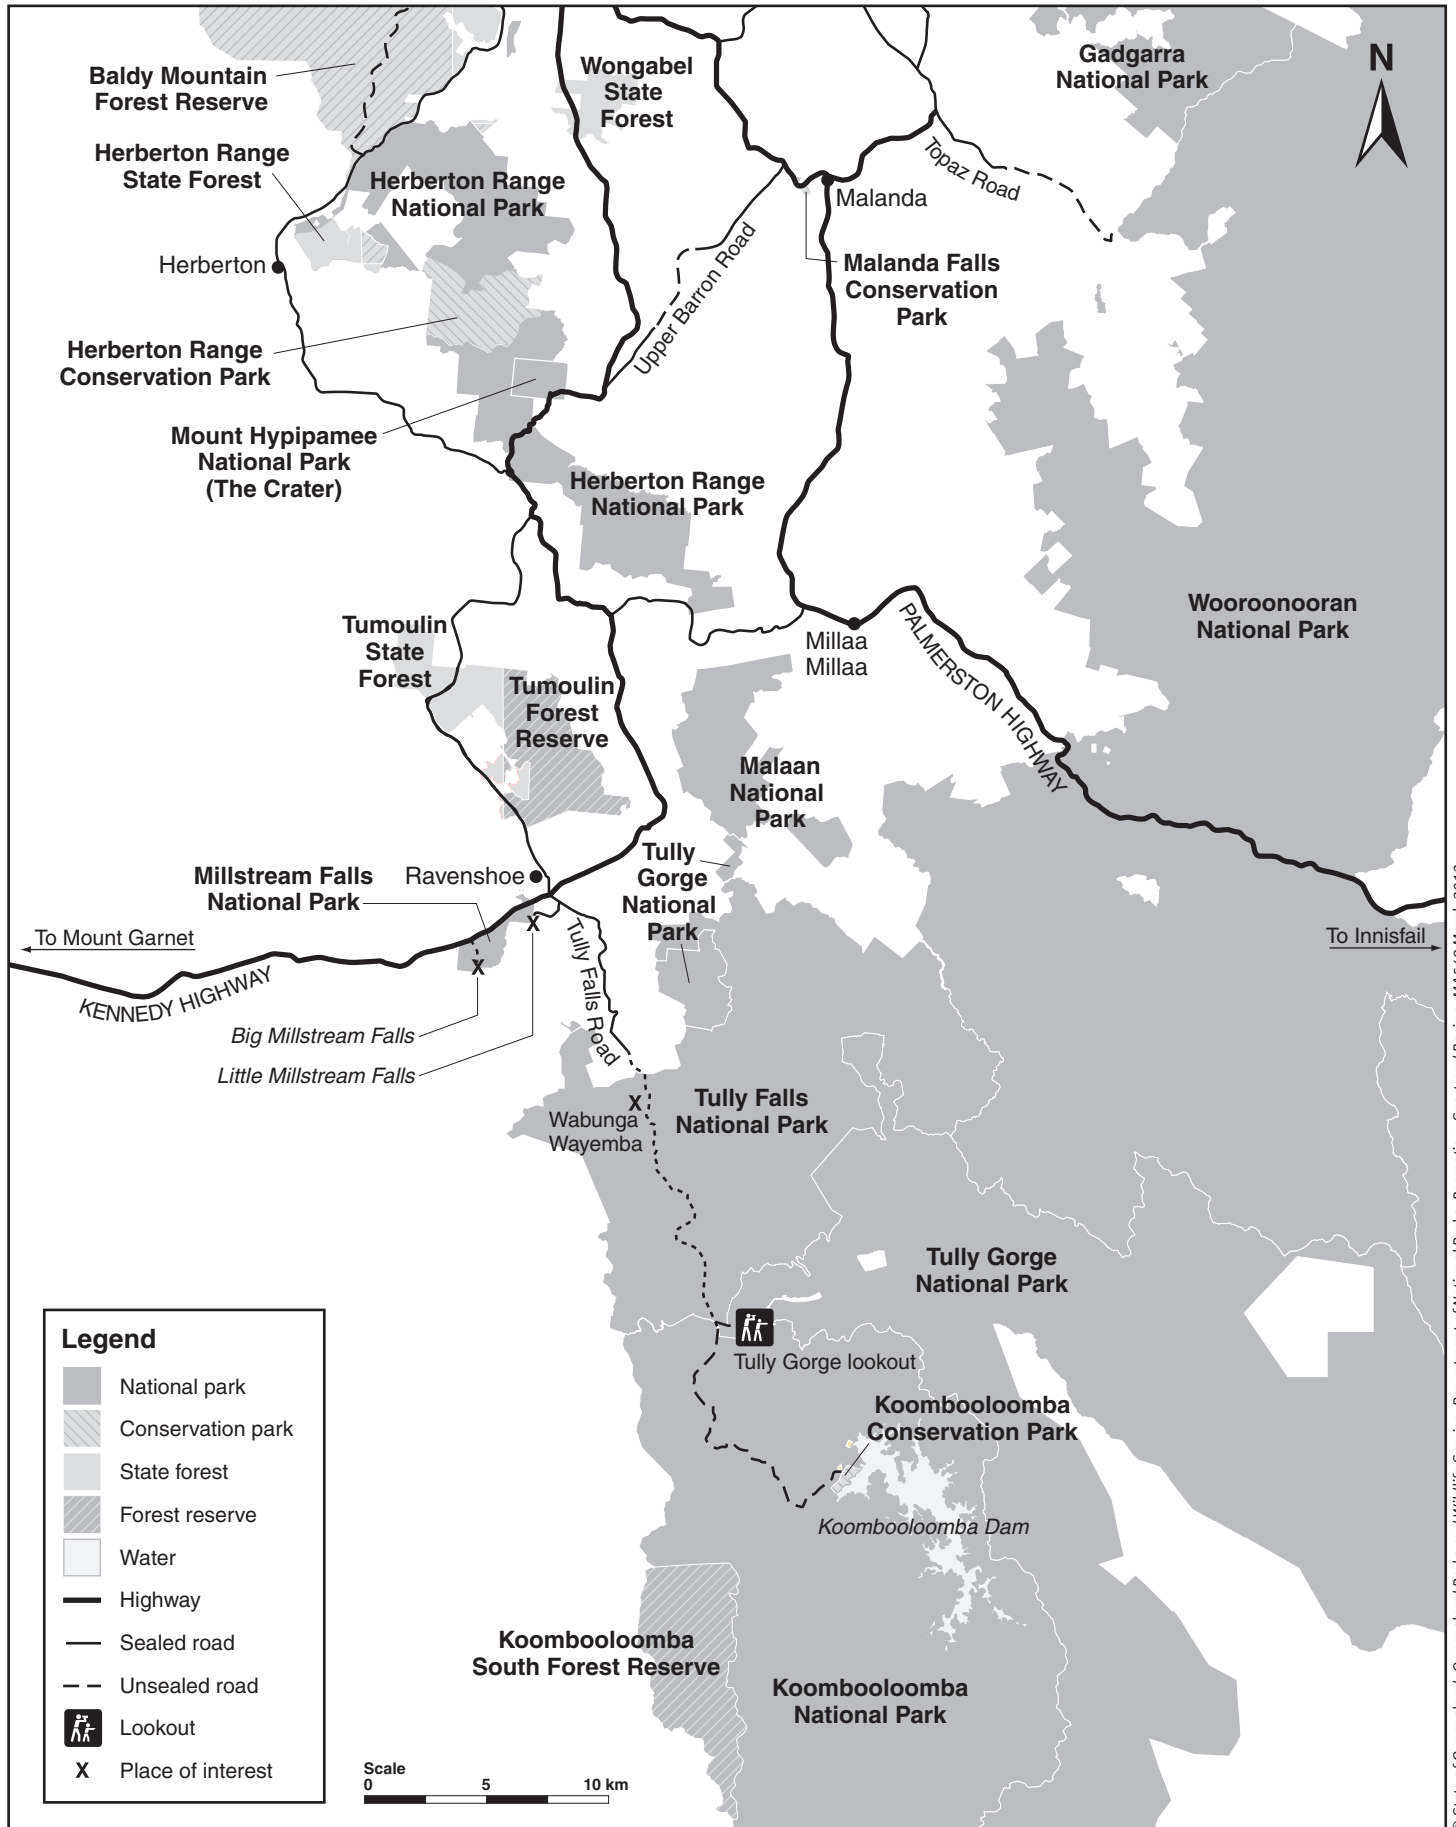 Baldy Mountain
Forest Reserve
Wongabel
State
Forest
Gadgarra
National Park
N
Herberton Range
State Forest
Herberton Range
National Park
Topaz Road
Malanda
Herberton
Upper Barron Road
Malanda Falls
Conservation
Park
Herberton Range
Conservation Park
Mount Hypipamee
National Park
(The Crater)
Herberton Range
National Park
Wooroonooran
National Park
Tumoulin
State
Forest
Millaa
Millaa
PALMERSTON HIGHWAY
Tumoulin
Forest
Reserve
Malaan
National
Park
Tully
Gorge
National
Park
Millstream Falls
National Park
Ravenshoe
To Mount Garnet
To Innisfail
X
X
Tully Falls Road
KENNEDY HIGHWAY
Big Millstream Falls
Little Millstream Falls
X
Wabunga
Wayemba
Tully Falls
National Park
Tully Gorge
National Park
Tully Gorge lookout
Koombooloomba
Conservation Park
Koombooloomba Dam
Koombooloomba
South Forest Reserve
Koombooloomba
National Park
Legend
National park
Conservation park
State forest
Forest reserve
Water
Highway
Sealed road
Unsealed road
Lookout
X Place of interest
Scale
0 5 10 km